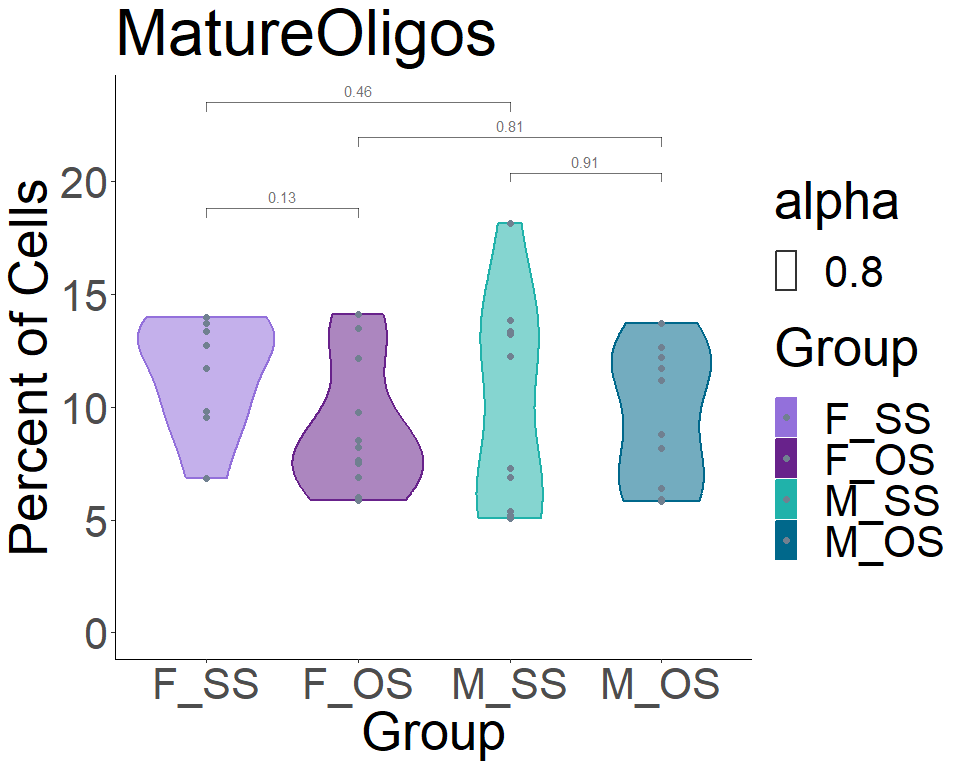 MatureOligos
Percent of Cells
20
15
10
5
0
0.46
0.81
0.91
0.13
F_SS
F_OS
M_SS
M_OS
Group
alpha
0.8
Group
F_SS
F_OS
M_SS
M_OS